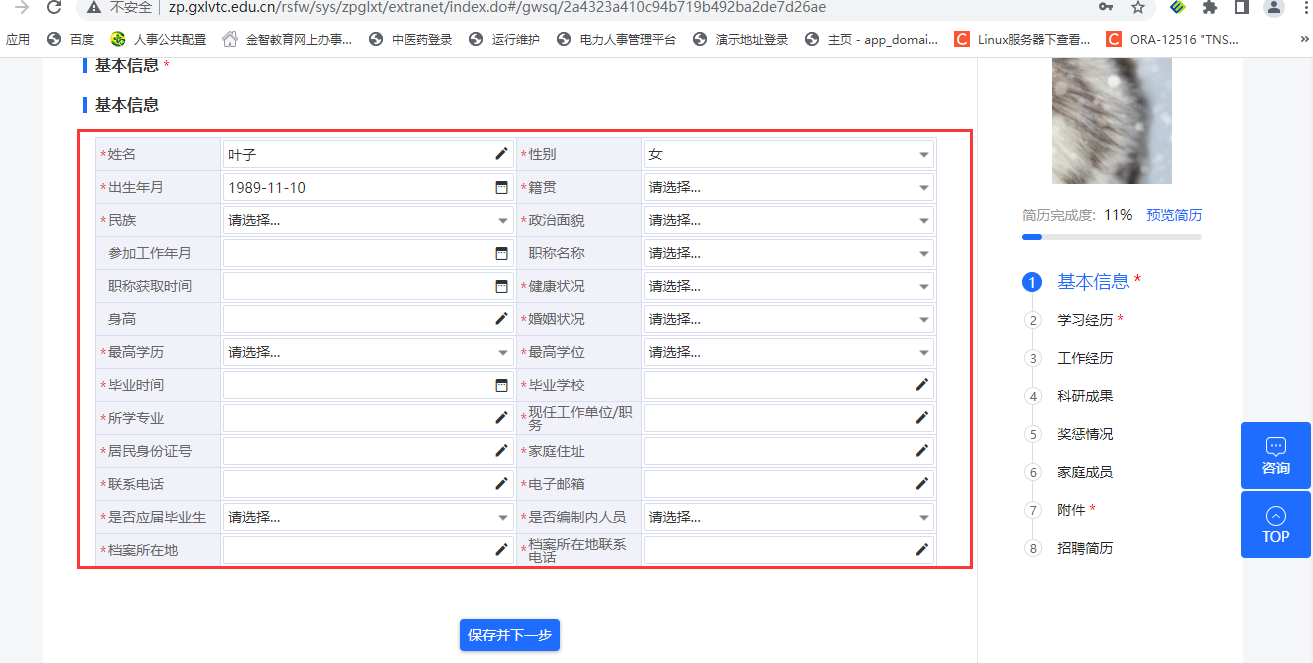 不安全 zp.gxlvtc.edu.cn/rsfw/sys/zpglxt/extranet/index.do#/gwsq/2a4323a410c94b719b492ba2de7d26ae
应用 百度 人事公共配置 金智教育网上办事... 中医药登录 运行维护 电力人事管理平台 演示地址登录 主页 - app_domai... Linux服务器下查看... ORA-12516 "TNS... »
基本信息 *
基本信息
*姓名 叶子 *性别 女
*出生年月 1989-11-10 *籍贯 请选择...
*民族 请选择... *政治面貌 请选择...
参加工作年月 职称名称 请选择...
职称获取时间 *健康状况 请选择...
身高 *婚姻状况 请选择...
*最高学历 请选择... *最高学位 请选择...
*毕业时间 *毕业学校
*所学专业 *现任工作单位/职务
*居民身份证号 *家庭住址
*联系电话 *电子邮箱
*是否应届毕业生 请选择... *是否编制内人员 请选择...
*档案所在地 *档案所在地联系电话
保存并下一步
简历完成度: 11% 预览简历
1 基本信息 *
2 学习经历 *
3 工作经历
4 科研成果
5 奖惩情况
6 家庭成员
7 附件 *
8 招聘简历
咨询
TOP